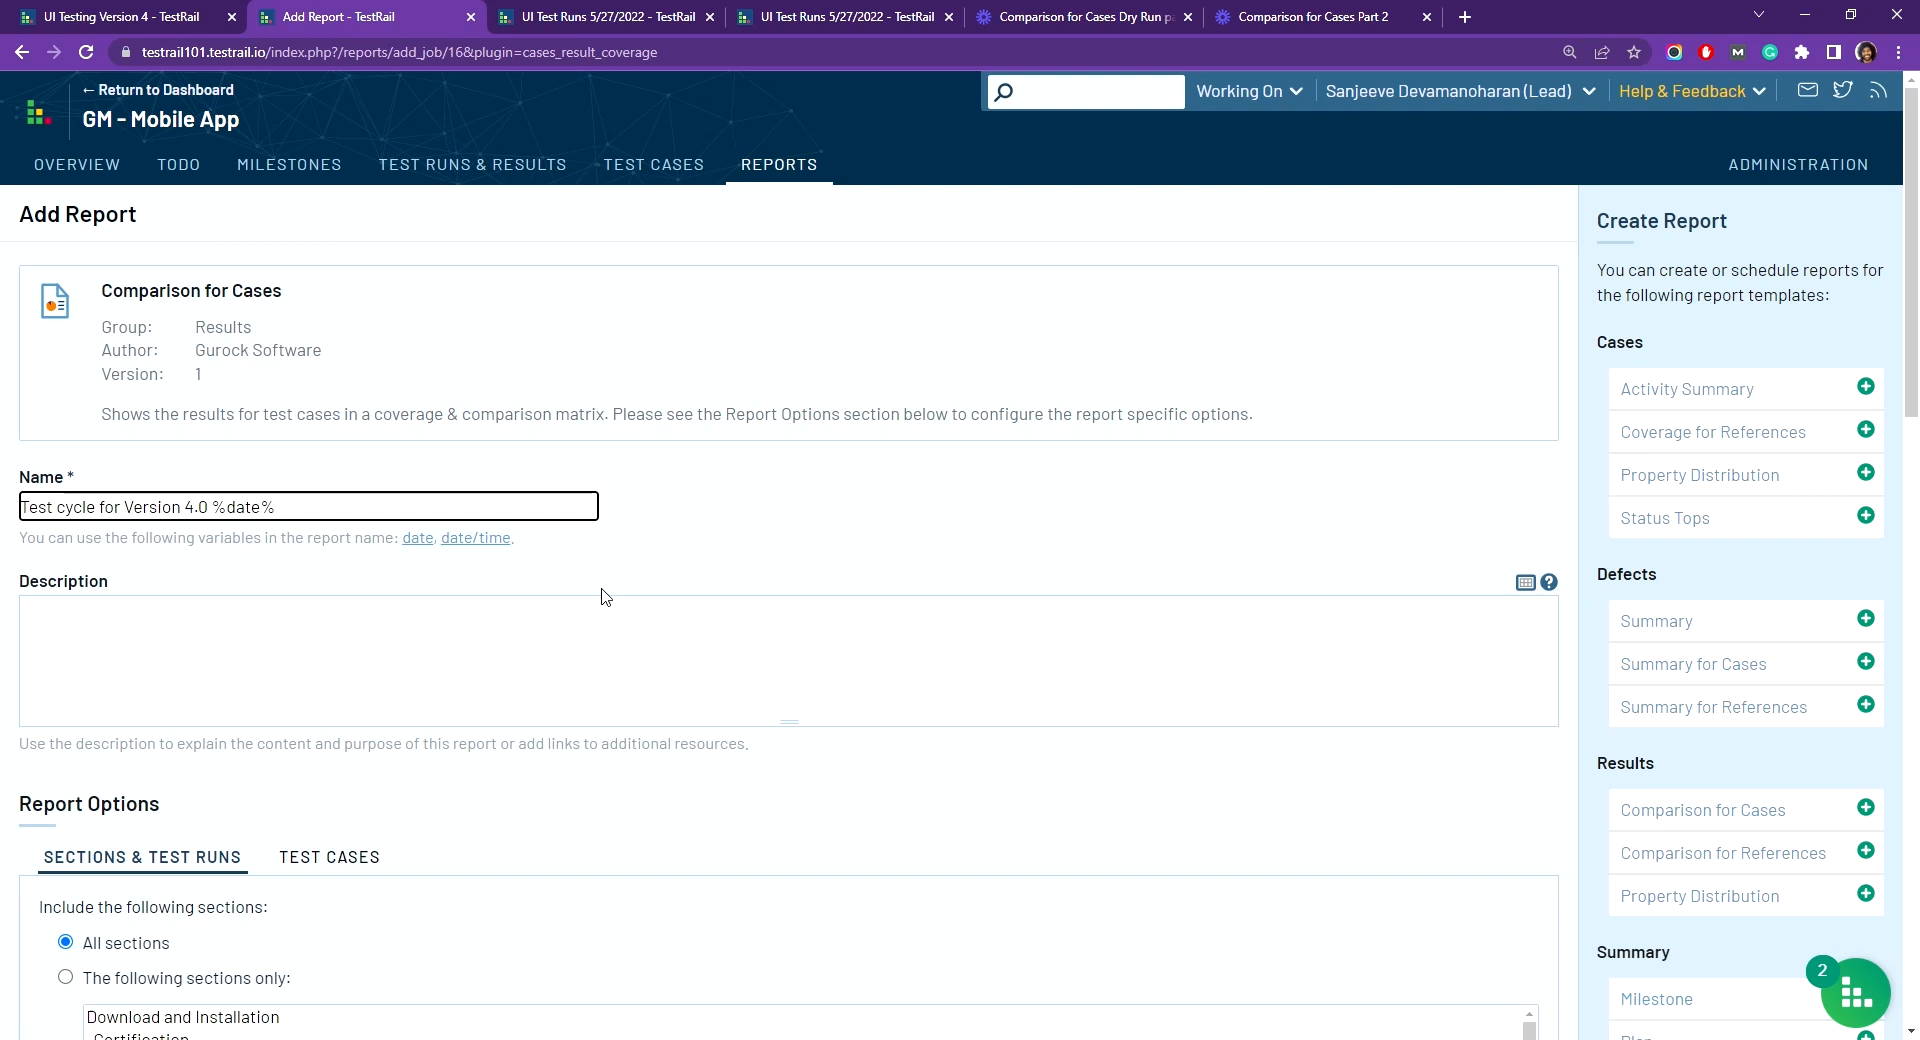 UI Testing Version 4 - TestRail
Add Report - TestRail
UI Test Runs 5/27/2022 - TestRail
UI Test Runs 5/27/2022 - TestRail
Comparison for Cases Dry Run p
Comparison for Cases Part 2
testrail101.testrail.io/index.php?/reports/add_job/16&plugin=cases_result_coverage
← Return to Dashboard
GM - Mobile App
Working On
Sanjeeve Devamanoharan (Lead)
Help & Feedback
OVERVIEW
TODO
MILESTONES
TEST RUNS & RESULTS
TEST CASES
REPORTS
ADMINISTRATION
Add Report
Comparison for Cases
Group: Results
Author: Gurock Software
Version: 1
Shows the results for test cases in a coverage & comparison matrix. Please see the Report Options section below to configure the report specific options.
Name *
Test cycle for Version 4.0 %date%
You can use the following variables in the report name: date, date/time.
Description
Use the description to explain the content and purpose of this report or add links to additional resources.
Report Options
SECTIONS & TEST RUNS
TEST CASES
Include the following sections:
All sections
The following sections only:
Download and Installation
Certification
Create Report
You can create or schedule reports for
the following report templates:
Cases
Activity Summary
Coverage for References
Property Distribution
Status Tops
Defects
Summary
Summary for Cases
Summary for References
Results
Comparison for Cases
Comparison for References
Property Distribution
Summary
Milestone
Plan
2